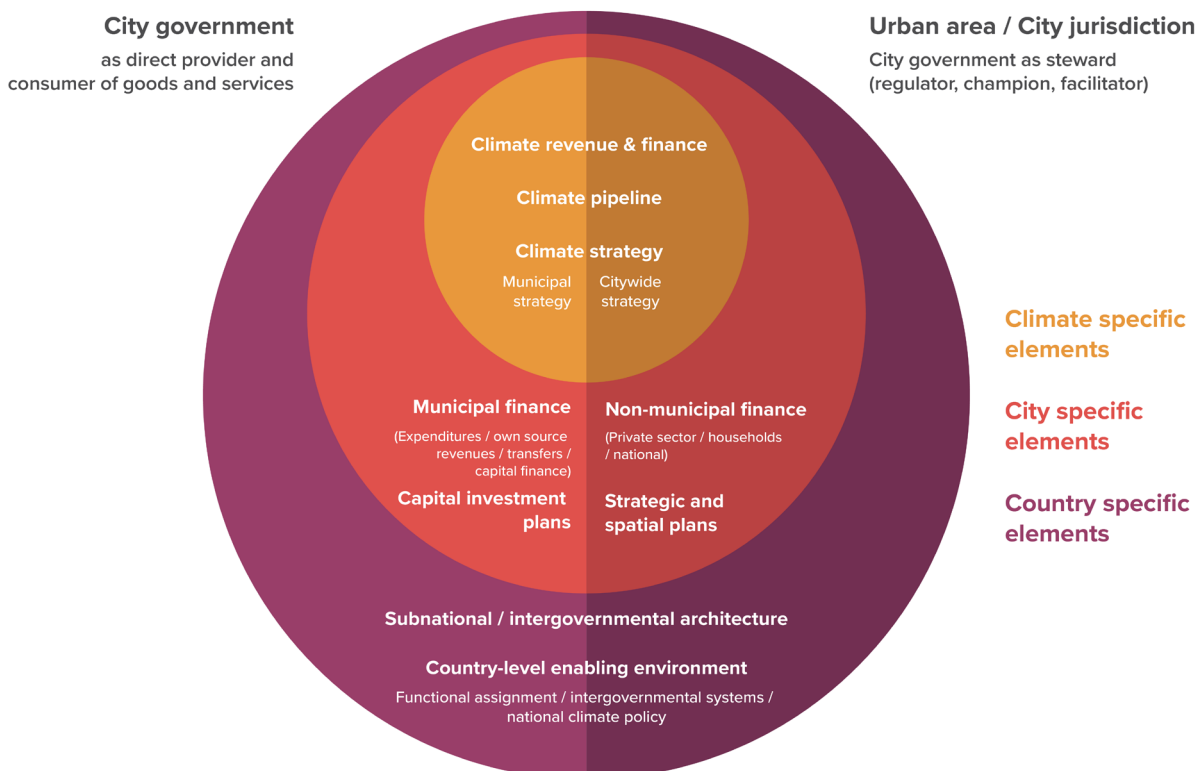 City government
as direct provider and
consumer of goods and services
Urban area / City jurisdiction
City government as steward
(regulator, champion, facilitator)
Climate revenue & finance
Climate pipeline
Climate strategy
Municipal
strategy
Citywide
strategy
Climate specific
elements
City specific
elements
Country specific
elements
Municipal finance
(Expenditures / own source
revenues / transfers /
capital finance)
Capital investment
plans
Non-municipal finance
(Private sector / households
/ national)
Strategic and
spatial plans
Subnational / intergovernmental architecture
Country-level enabling environment
Functional assignment / intergovernmental systems /
national climate policy